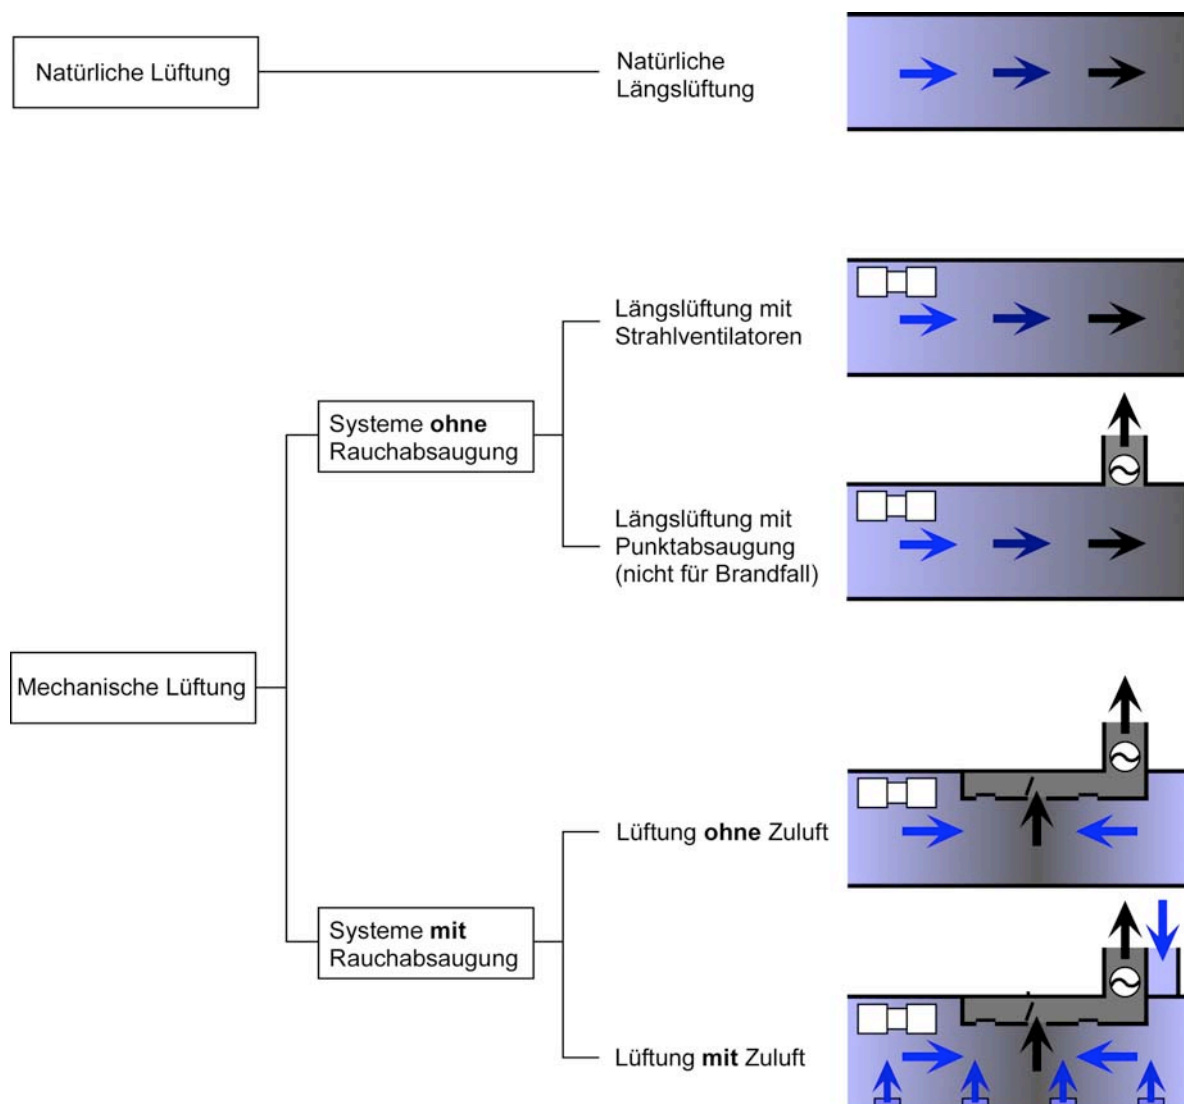 Natürliche Lüftung
Natürliche
Längslüftung
Längslüftung mit
Strahlventilatoren
Systeme ohne
Rauchabsaugung
Längslüftung mit
Punktabsaugung
(nicht für Brandfall)
Mechanische Lüftung
Lüftung ohne Zuluft
Systeme mit
Rauchabsaugung
Lüftung mit Zuluft